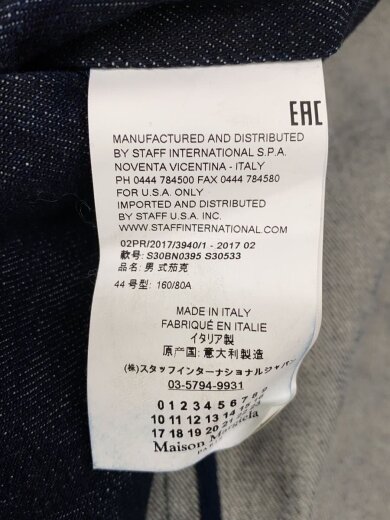 EAC
MANUFACTURED AND DISTRIBUTED
BY STAFF INTERNATIONAL S.P.A.
NOVENTA VICENTINA - ITALY
PH 0444 784500 FAX 0444 784580
FOR U.S.A. ONLY
IMPORTED AND DISTRIBUTED
BY STAFF U.S.A. INC.
WWW.STAFFINTERNATIONAL.COM
02PR/2017/3940/1 - 2017 02
款号: S30BN0395 S30533
品名: 男式茄克
44 号型: 160/80A
MADE IN ITALY
FABRIQUÉ EN ITALIE
イタリア製
原产国: 意大利製造
(株)スタッフインターナショナルジャパン
03-5794-9931
0 1 2 3 4 5 6 7 8 9
10 11 12 13 14 15 16
17 18 19 20 21 22 23
Maison Margiela